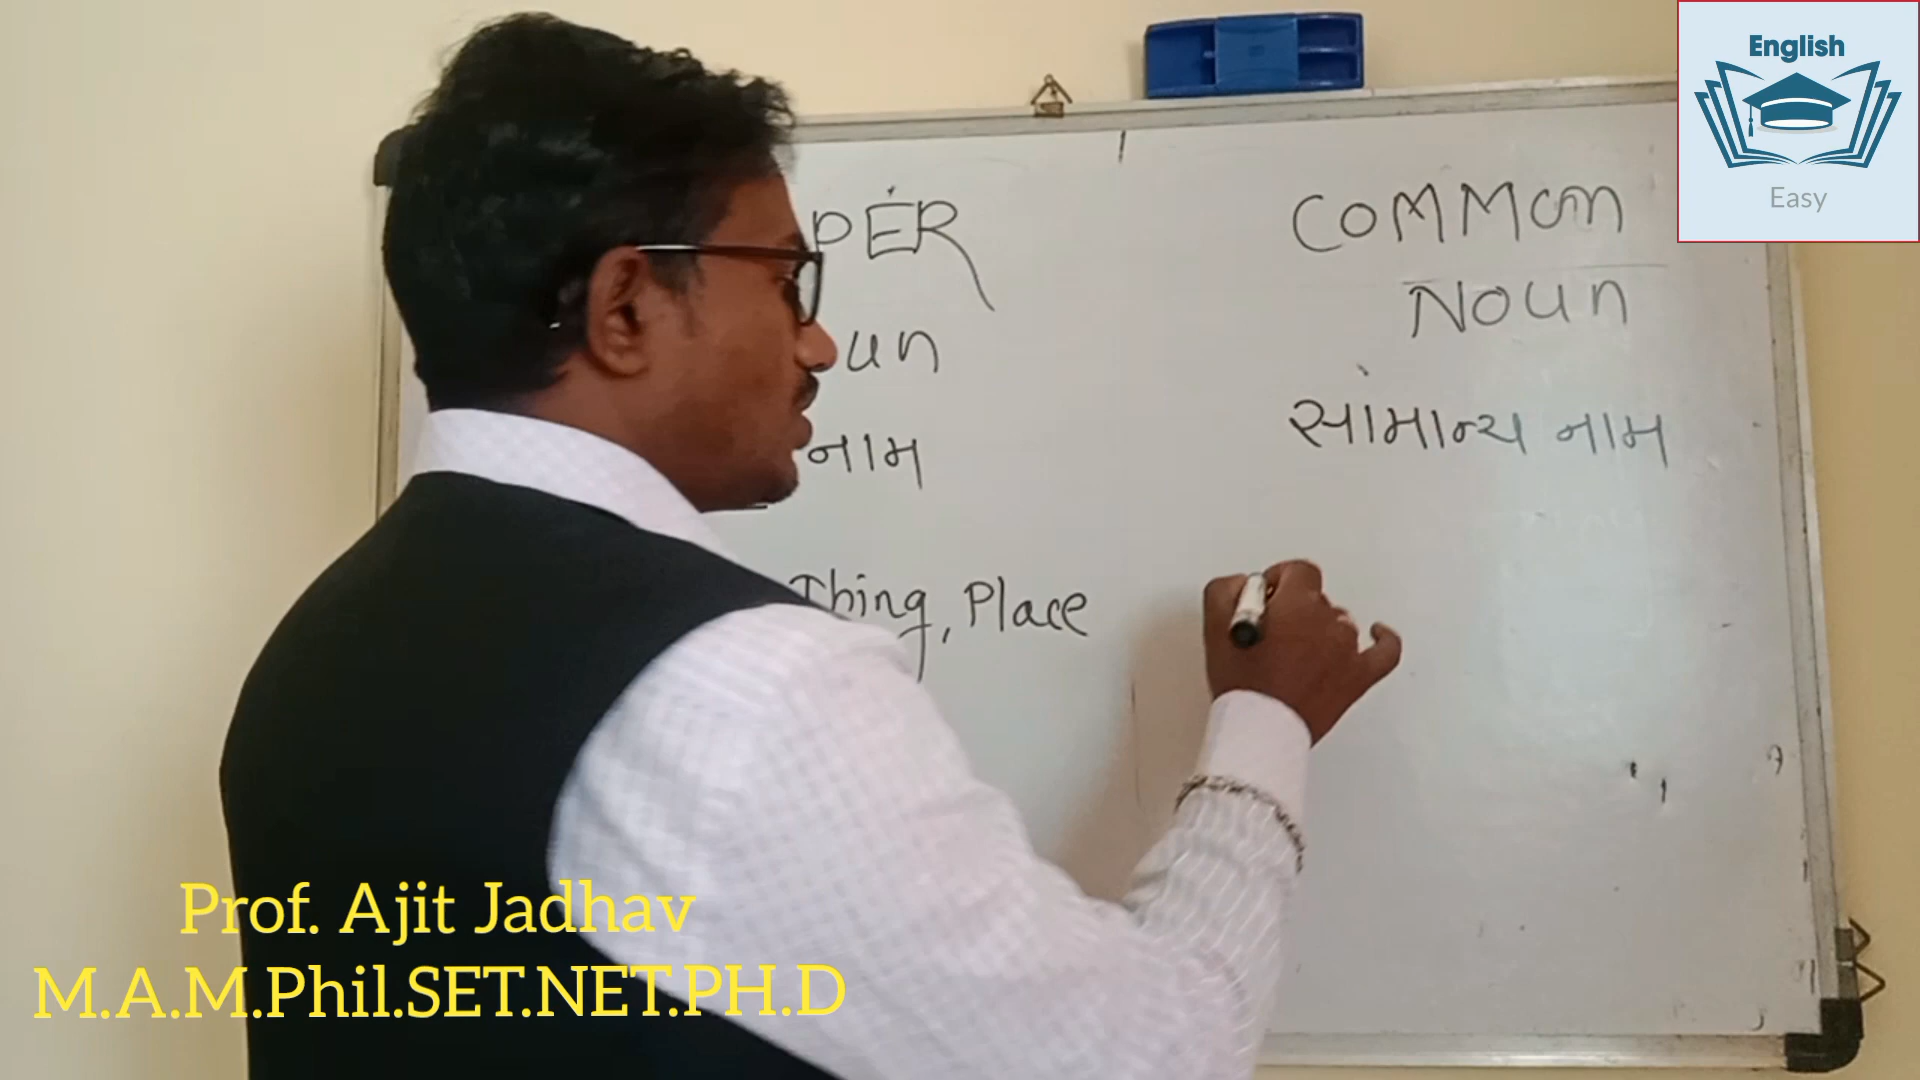 English
Easy
PER
un
નામ
Thing, Place
COMMon
Noun
સામાન્ય નામ
Prof. Ajit Jadhav
M.A.M.Phil.SET.NET.PH.D